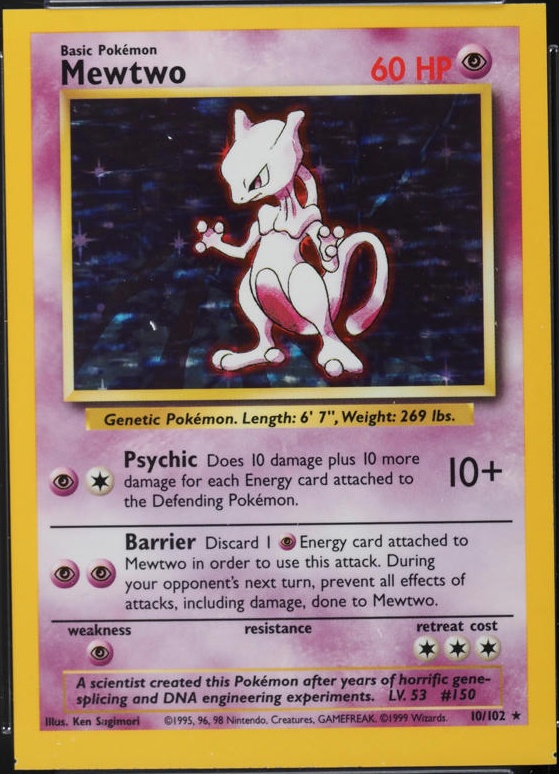 Basic Pokémon
Mewtwo
60 HP
Genetic Pokémon. Length: 6' 7", Weight: 269 lbs.
Psychic Does 10 damage plus 10 more
damage for each Energy card attached to
the Defending Pokémon.
10+
Barrier Discard 1 Energy card attached to
Mewtwo in order to use this attack. During
your opponent's next turn, prevent all effects of
attacks, including damage, done to Mewtwo.
weakness resistance retreat cost
A scientist created this Pokémon after years of horrific gene-
splicing and DNA engineering experiments. LV. 53 #150
Illus. Ken Sugimori ©1995, 96, 98 Nintendo, Creatures, GAMEFREAK. ©1999 Wizards. 10/102 ★